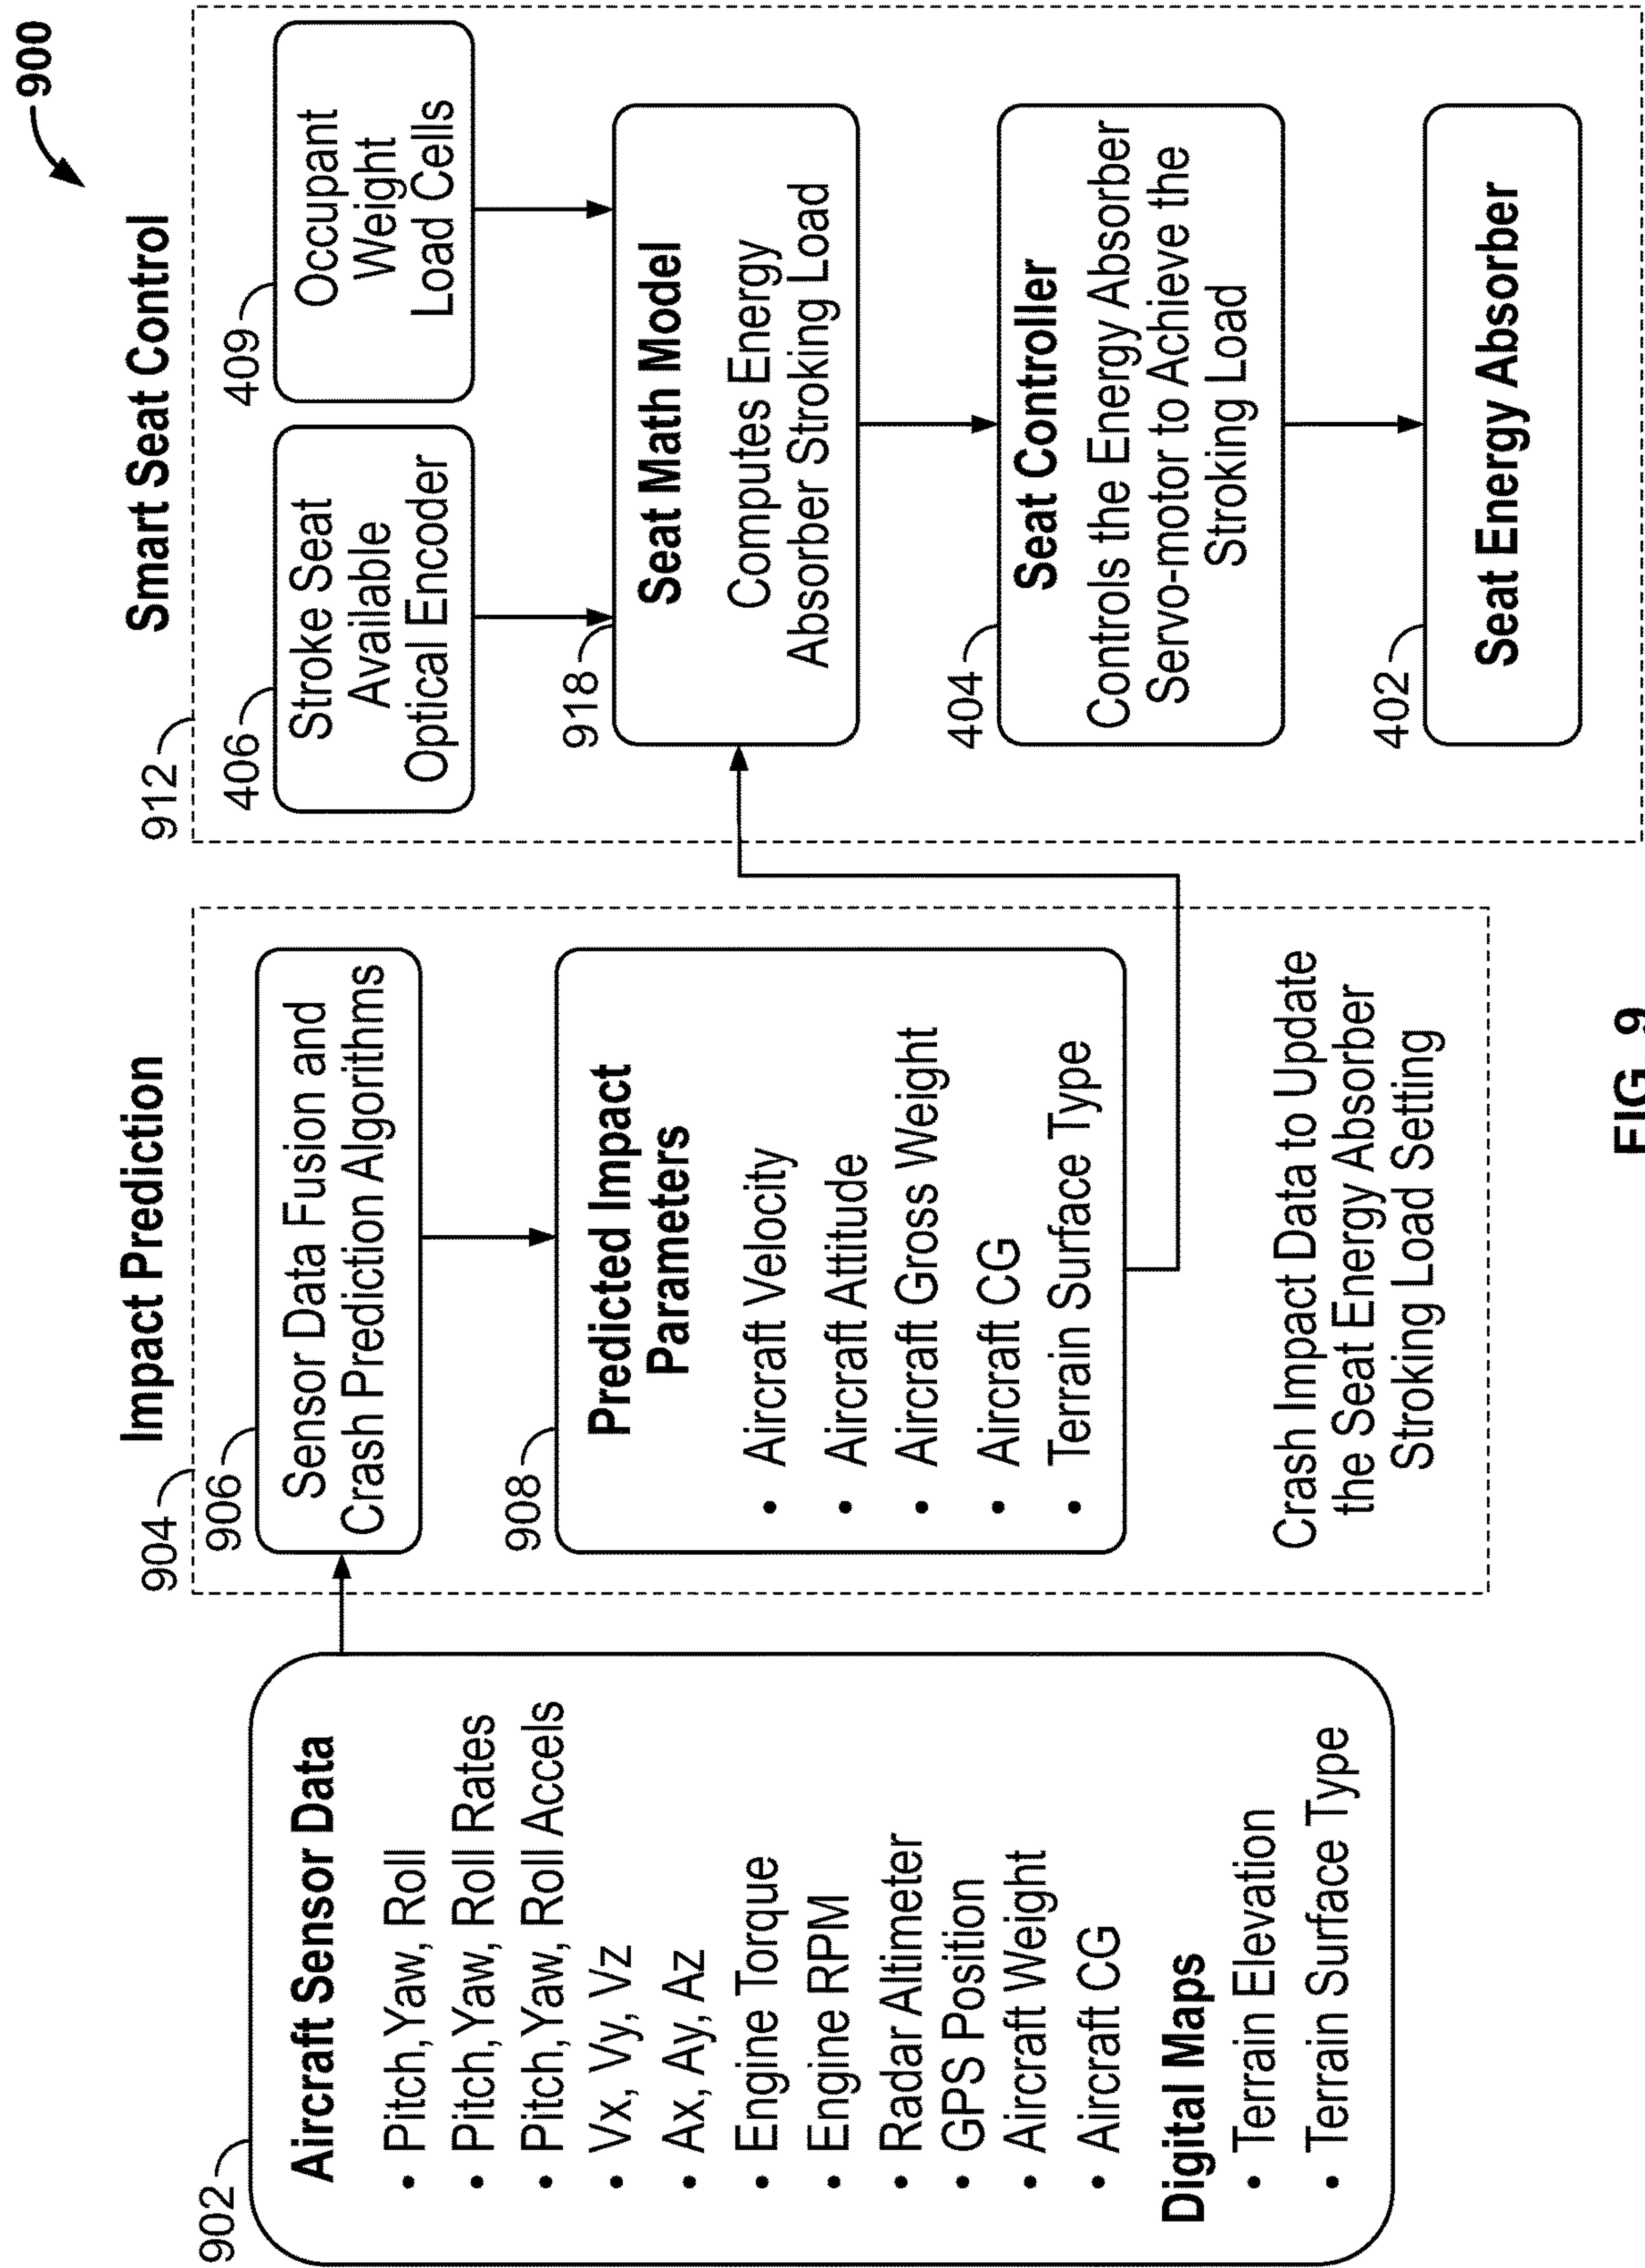 900
902
Aircraft Sensor Data
• Pitch,Yaw, Roll
• Pitch,Yaw, Roll Rates
• Pitch,Yaw, Roll Accels
• Vx, Vy, Vz
• Ax, Ay, Az
• Engine Torque
• Engine RPM
• Radar Altimeter
• GPS Position
• Aircraft Weight
• Aircraft CG
Digital Maps
• Terrain Elevation
• Terrain Surface Type
Impact Prediction
904
906
Sensor Data Fusion and
Crash Prediction Algorithms
908
Predicted Impact
Parameters
• Aircraft Velocity
• Aircraft Attitude
• Aircraft Gross Weight
• Aircraft CG
• Terrain Surface Type
Crash Impact Data to Update
the Seat Energy Absorber
Stroking Load Setting
Smart Seat Control
912
406
Stroke Seat
Available
Optical Encoder
409
Occupant
Weight
Load Cells
918
Seat Math Model
Computes Energy
Absorber Stroking Load
404
Seat Controller
Controls the Energy Absorber
Servo-motor to Achieve the
Stroking Load
402
Seat Energy Absorber
FIG. 9